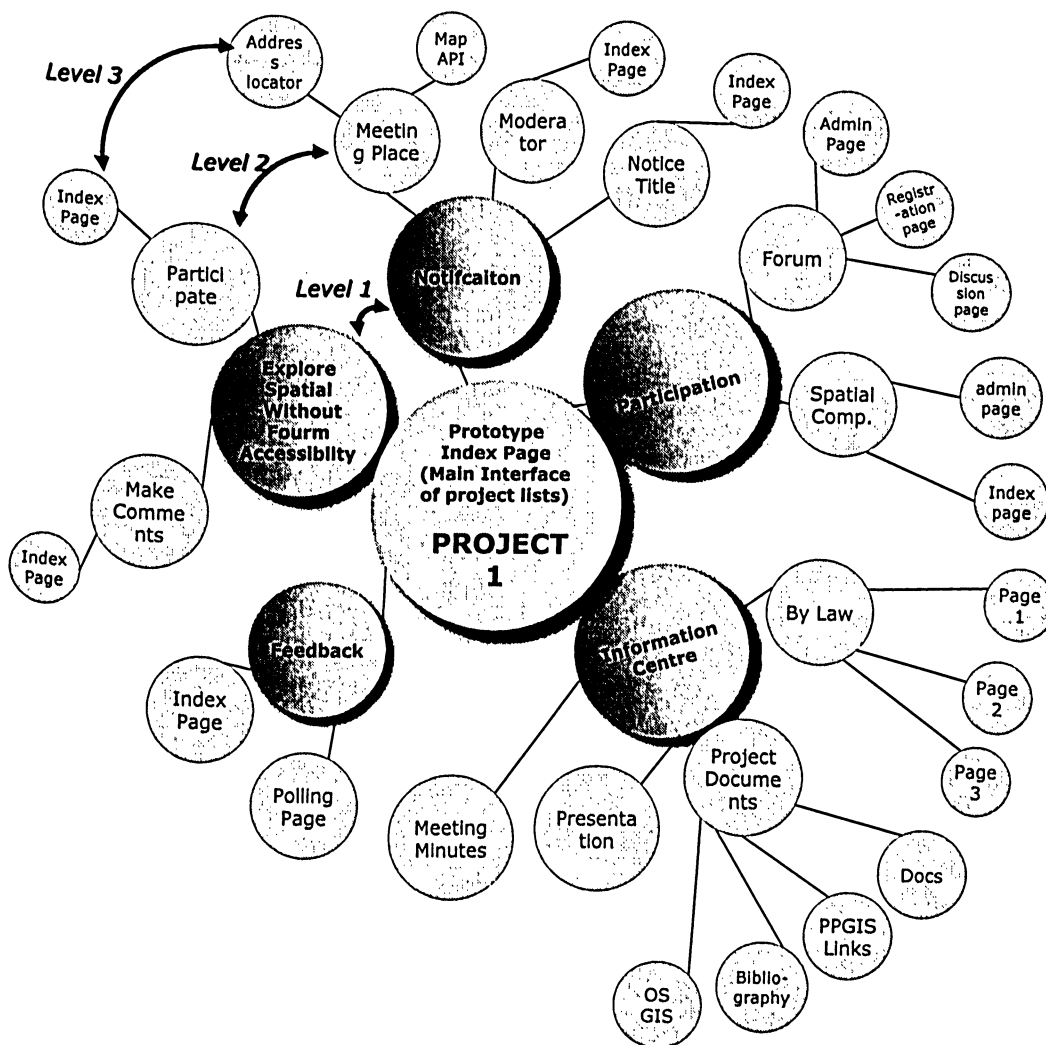 Level 3
Addres
s
locator
Map
API
Index
Page
Index
Page
Meetin
g Place
Modera
tor
Notice
Title
Admin
Page
Level 2
Index
Page
Registr
-ation
page
Partici
pate
Notifcaiton
Forum
Level 1
Discus
sion
page
Explore
Spatial
Without
Fourm
Accessiblity
Participation
Spatial
Comp.
admin
page
Prototype
Index Page
(Main Interface
of project lists)
PROJECT
1
Make
Comme
nts
Index
page
Index
Page
Feedback
Information
Centre
By Law
Page
1
Index
Page
Page
2
Polling
Page
Meeting
Minutes
Presenta
tion
Project
Docume
nts
Page
3
Docs
PPGIS
Links
Biblio-
graphy
OS
GIS